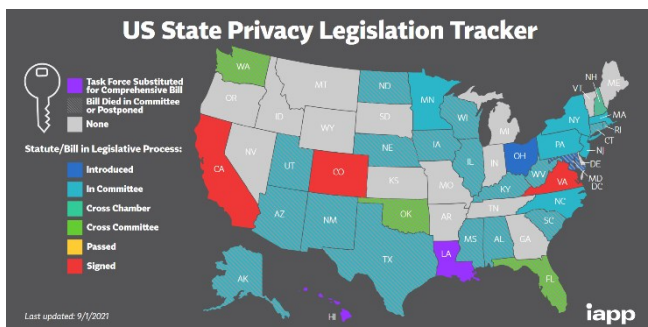 US State Privacy Legislation Tracker
Task Force Substituted
for Comprehensive Bill
Bill Died in Committee
or Postponed
None
Statute/Bill in Legislative Process:
Introduced
In Committee
Cross Chamber
Cross Committee
Passed
Signed
WA
OR
CA
NV
ID
MT
WY
UT
AZ
CO
NM
ND
SD
NE
KS
OK
TX
MN
IA
MO
AR
LA
WI
IL
MS
MI
IN
KY
TN
AL
OH
WV
GA
FL
SC
NC
VA
PA
NY
VT
NH
ME
MA
RI
CT
NJ
DE
MD
DC
AK
HI
Last updated: 9/1/2021
iapp